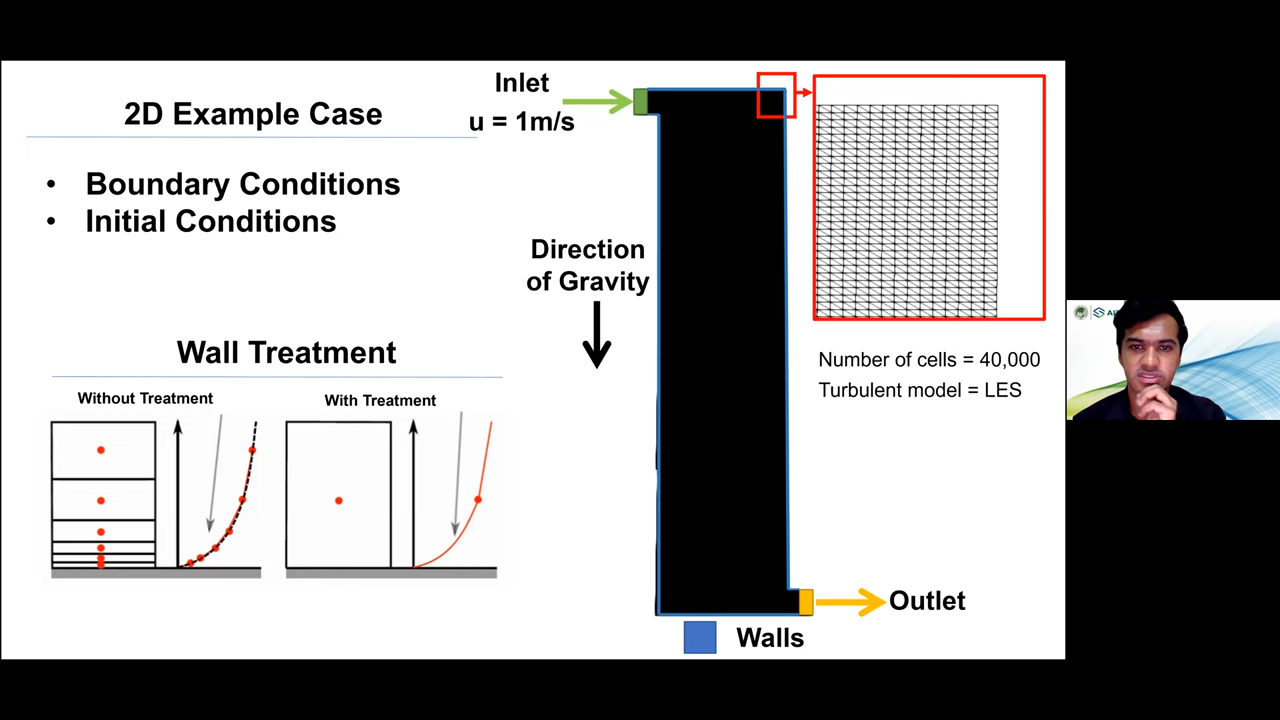 2D Example Case
• Boundary Conditions
• Initial Conditions
Wall Treatment
Without Treatment
With Treatment
Inlet
u = 1m/s
Direction
of Gravity
Number of cells = 40,000
Turbulent model = LES
Outlet
Walls